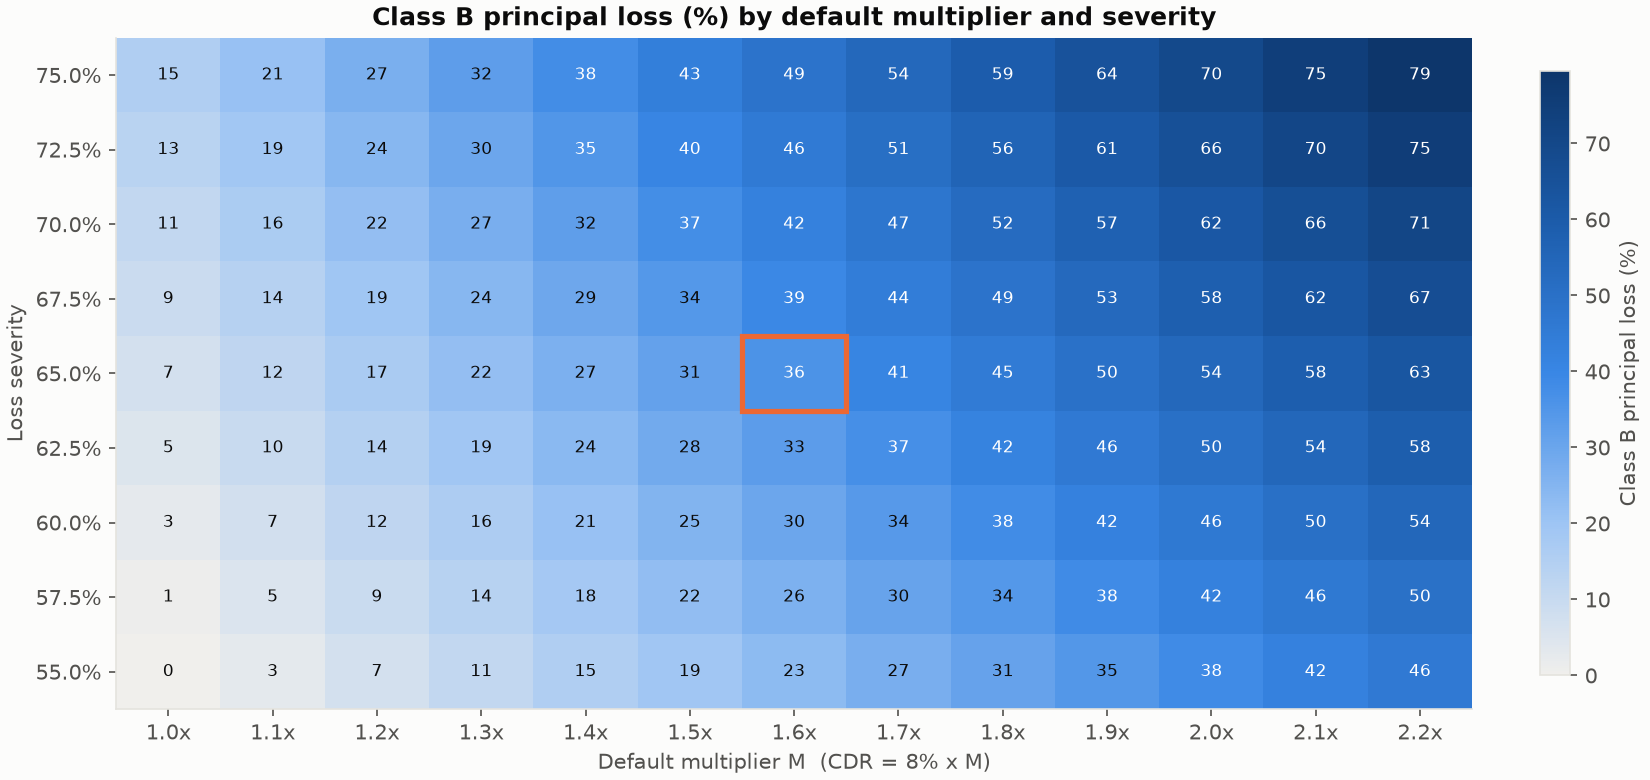 Class B principal loss (%) by default multiplier and severity
Loss severity
75.0% 15 21 27 32 38 43 49 54 59 64 70 75 79
72.5% 13 19 24 30 35 40 46 51 56 61 66 70 75
70.0% 11 16 22 27 32 37 42 47 52 57 62 66 71
67.5% 9 14 19 24 29 34 39 44 49 53 58 62 67
65.0% 7 12 17 22 27 31 36 41 45 50 54 58 63
62.5% 5 10 14 19 24 28 33 37 42 46 50 54 58
60.0% 3 7 12 16 21 25 30 34 38 42 46 50 54
57.5% 1 5 9 14 18 22 26 30 34 38 42 46 50
55.0% 0 3 7 11 15 19 23 27 31 35 38 42 46
1.0x 1.1x 1.2x 1.3x 1.4x 1.5x 1.6x 1.7x 1.8x 1.9x 2.0x 2.1x 2.2x
Default multiplier M (CDR = 8% x M)
70
60
50
40
30
20
10
0
Class B principal loss (%)